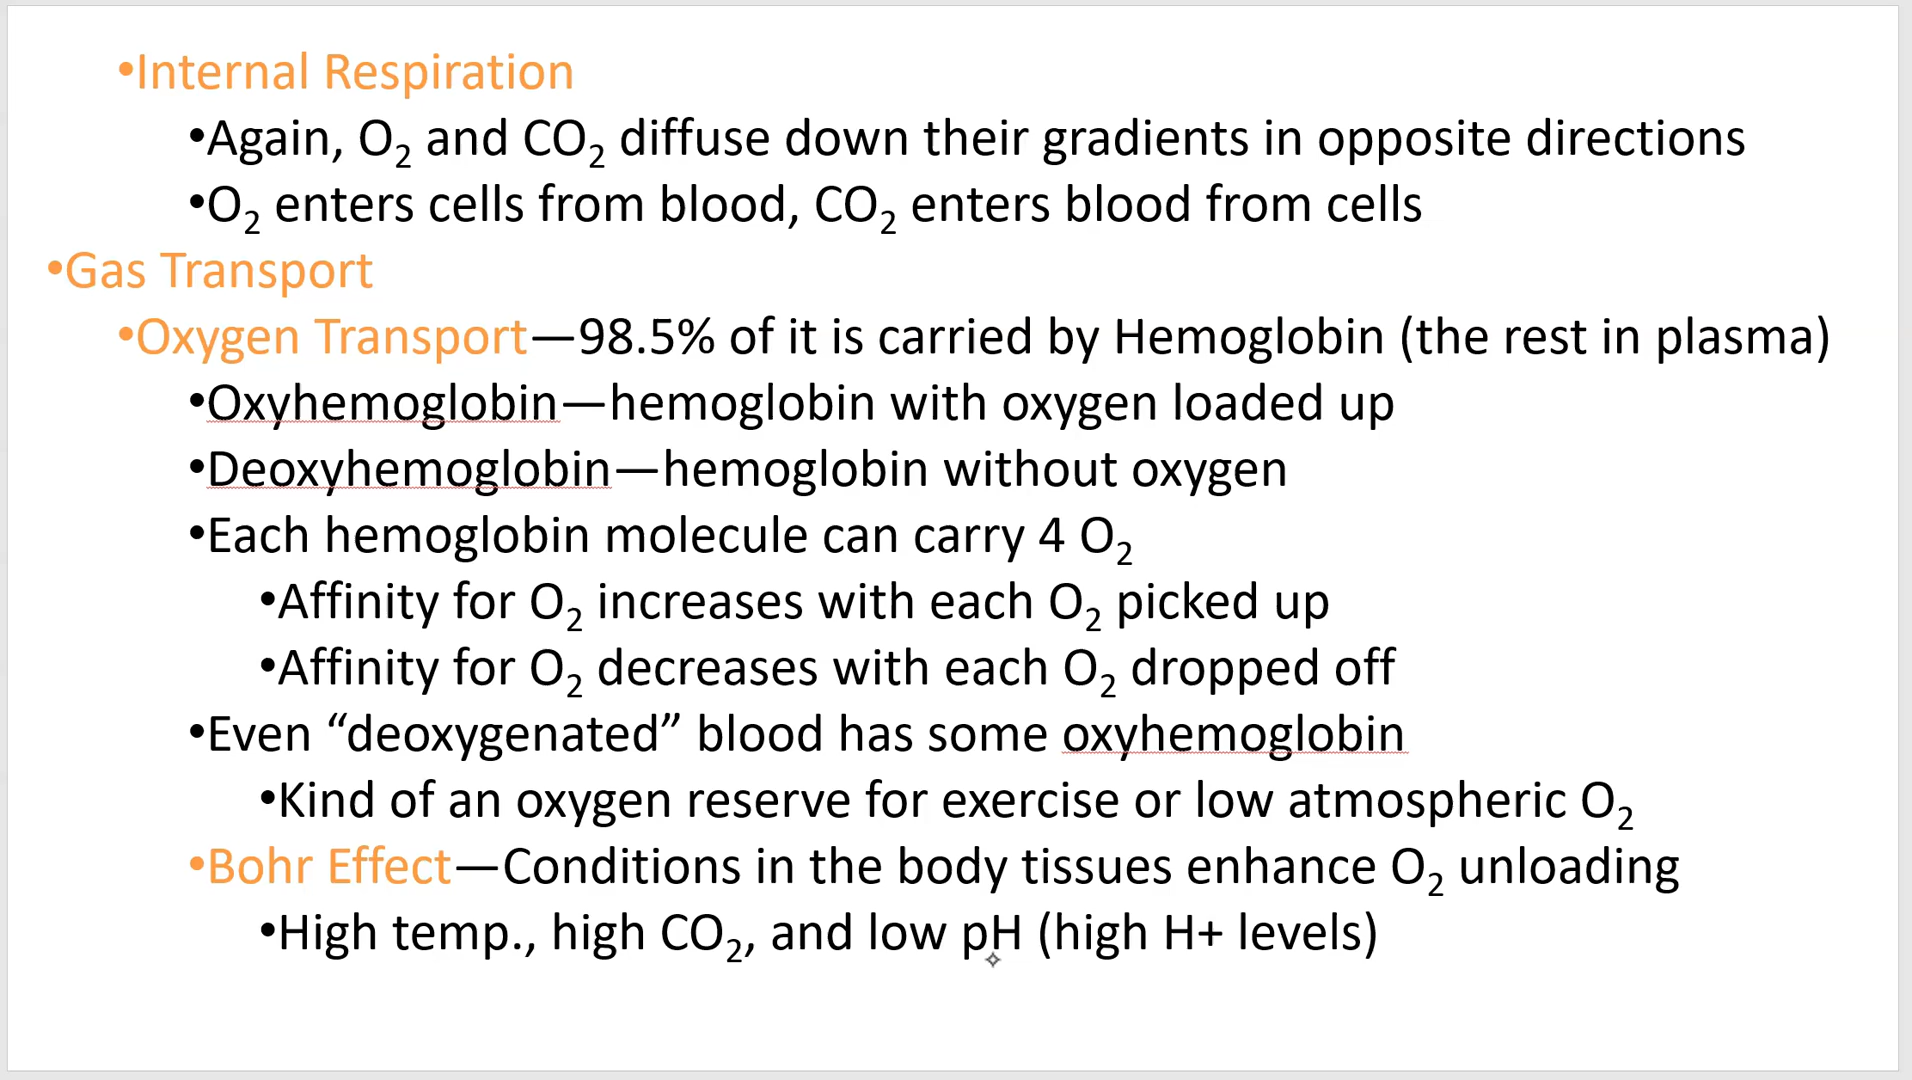 •Internal Respiration
•Again, O₂ and CO₂ diffuse down their gradients in opposite directions
•O₂ enters cells from blood, CO₂ enters blood from cells
•Gas Transport
•Oxygen Transport—98.5% of it is carried by Hemoglobin (the rest in plasma)
•Oxyhemoglobin—hemoglobin with oxygen loaded up
•Deoxyhemoglobin—hemoglobin without oxygen
•Each hemoglobin molecule can carry 4 O₂
•Affinity for O₂ increases with each O₂ picked up
•Affinity for O₂ decreases with each O₂ dropped off
•Even “deoxygenated” blood has some oxyhemoglobin
•Kind of an oxygen reserve for exercise or low atmospheric O₂
•Bohr Effect—Conditions in the body tissues enhance O₂ unloading
•High temp., high CO₂, and low pH (high H+ levels)